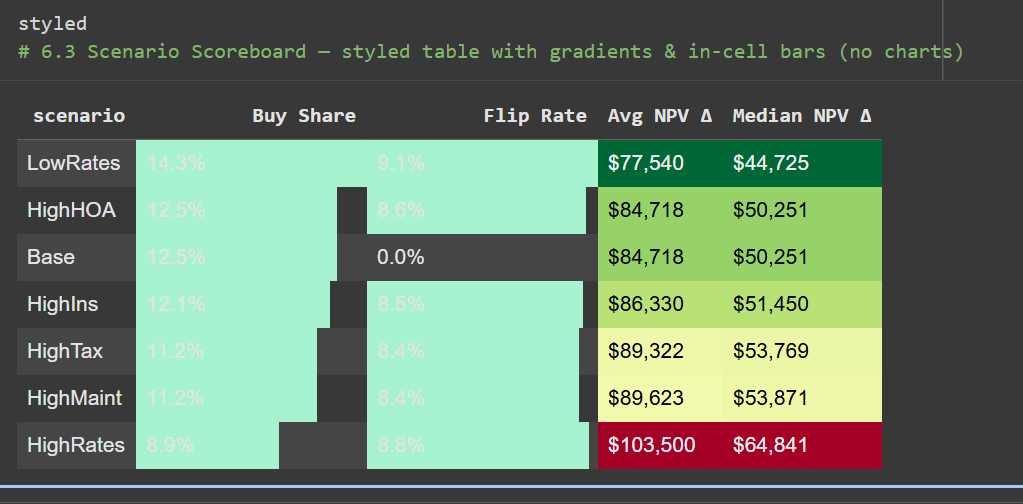 styled
# 6.3 Scenario Scoreboard — styled table with gradients & in-cell bars (no charts)
scenario Buy Share Flip Rate Avg NPV Δ Median NPV Δ
LowRates 14.3% 9.1% $77,540 $44,725
HighHOA 12.5% 8.6% $84,718 $50,251
Base 12.5% 0.0% $84,718 $50,251
HighIns 12.1% 8.5% $86,330 $51,450
HighTax 11.2% 8.4% $89,322 $53,769
HighMaint 11.2% 8.4% $89,623 $53,871
HighRates 8.9% 8.8% $103,500 $64,841